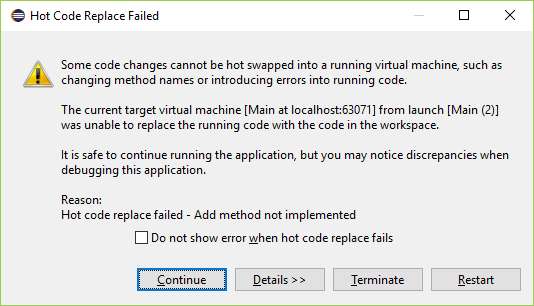 Hot Code Replace Failed
Some code changes cannot be hot swapped into a running virtual machine, such as
changing method names or introducing errors into running code.
The current target virtual machine [Main at localhost:63071] from launch [Main (2)]
was unable to replace the running code with the code in the workspace.
It is safe to continue running the application, but you may notice discrepancies when
debugging this application.
Reason:
Hot code replace failed - Add method not implemented
Do not show error when hot code replace fails
Continue Details >> Terminate Restart